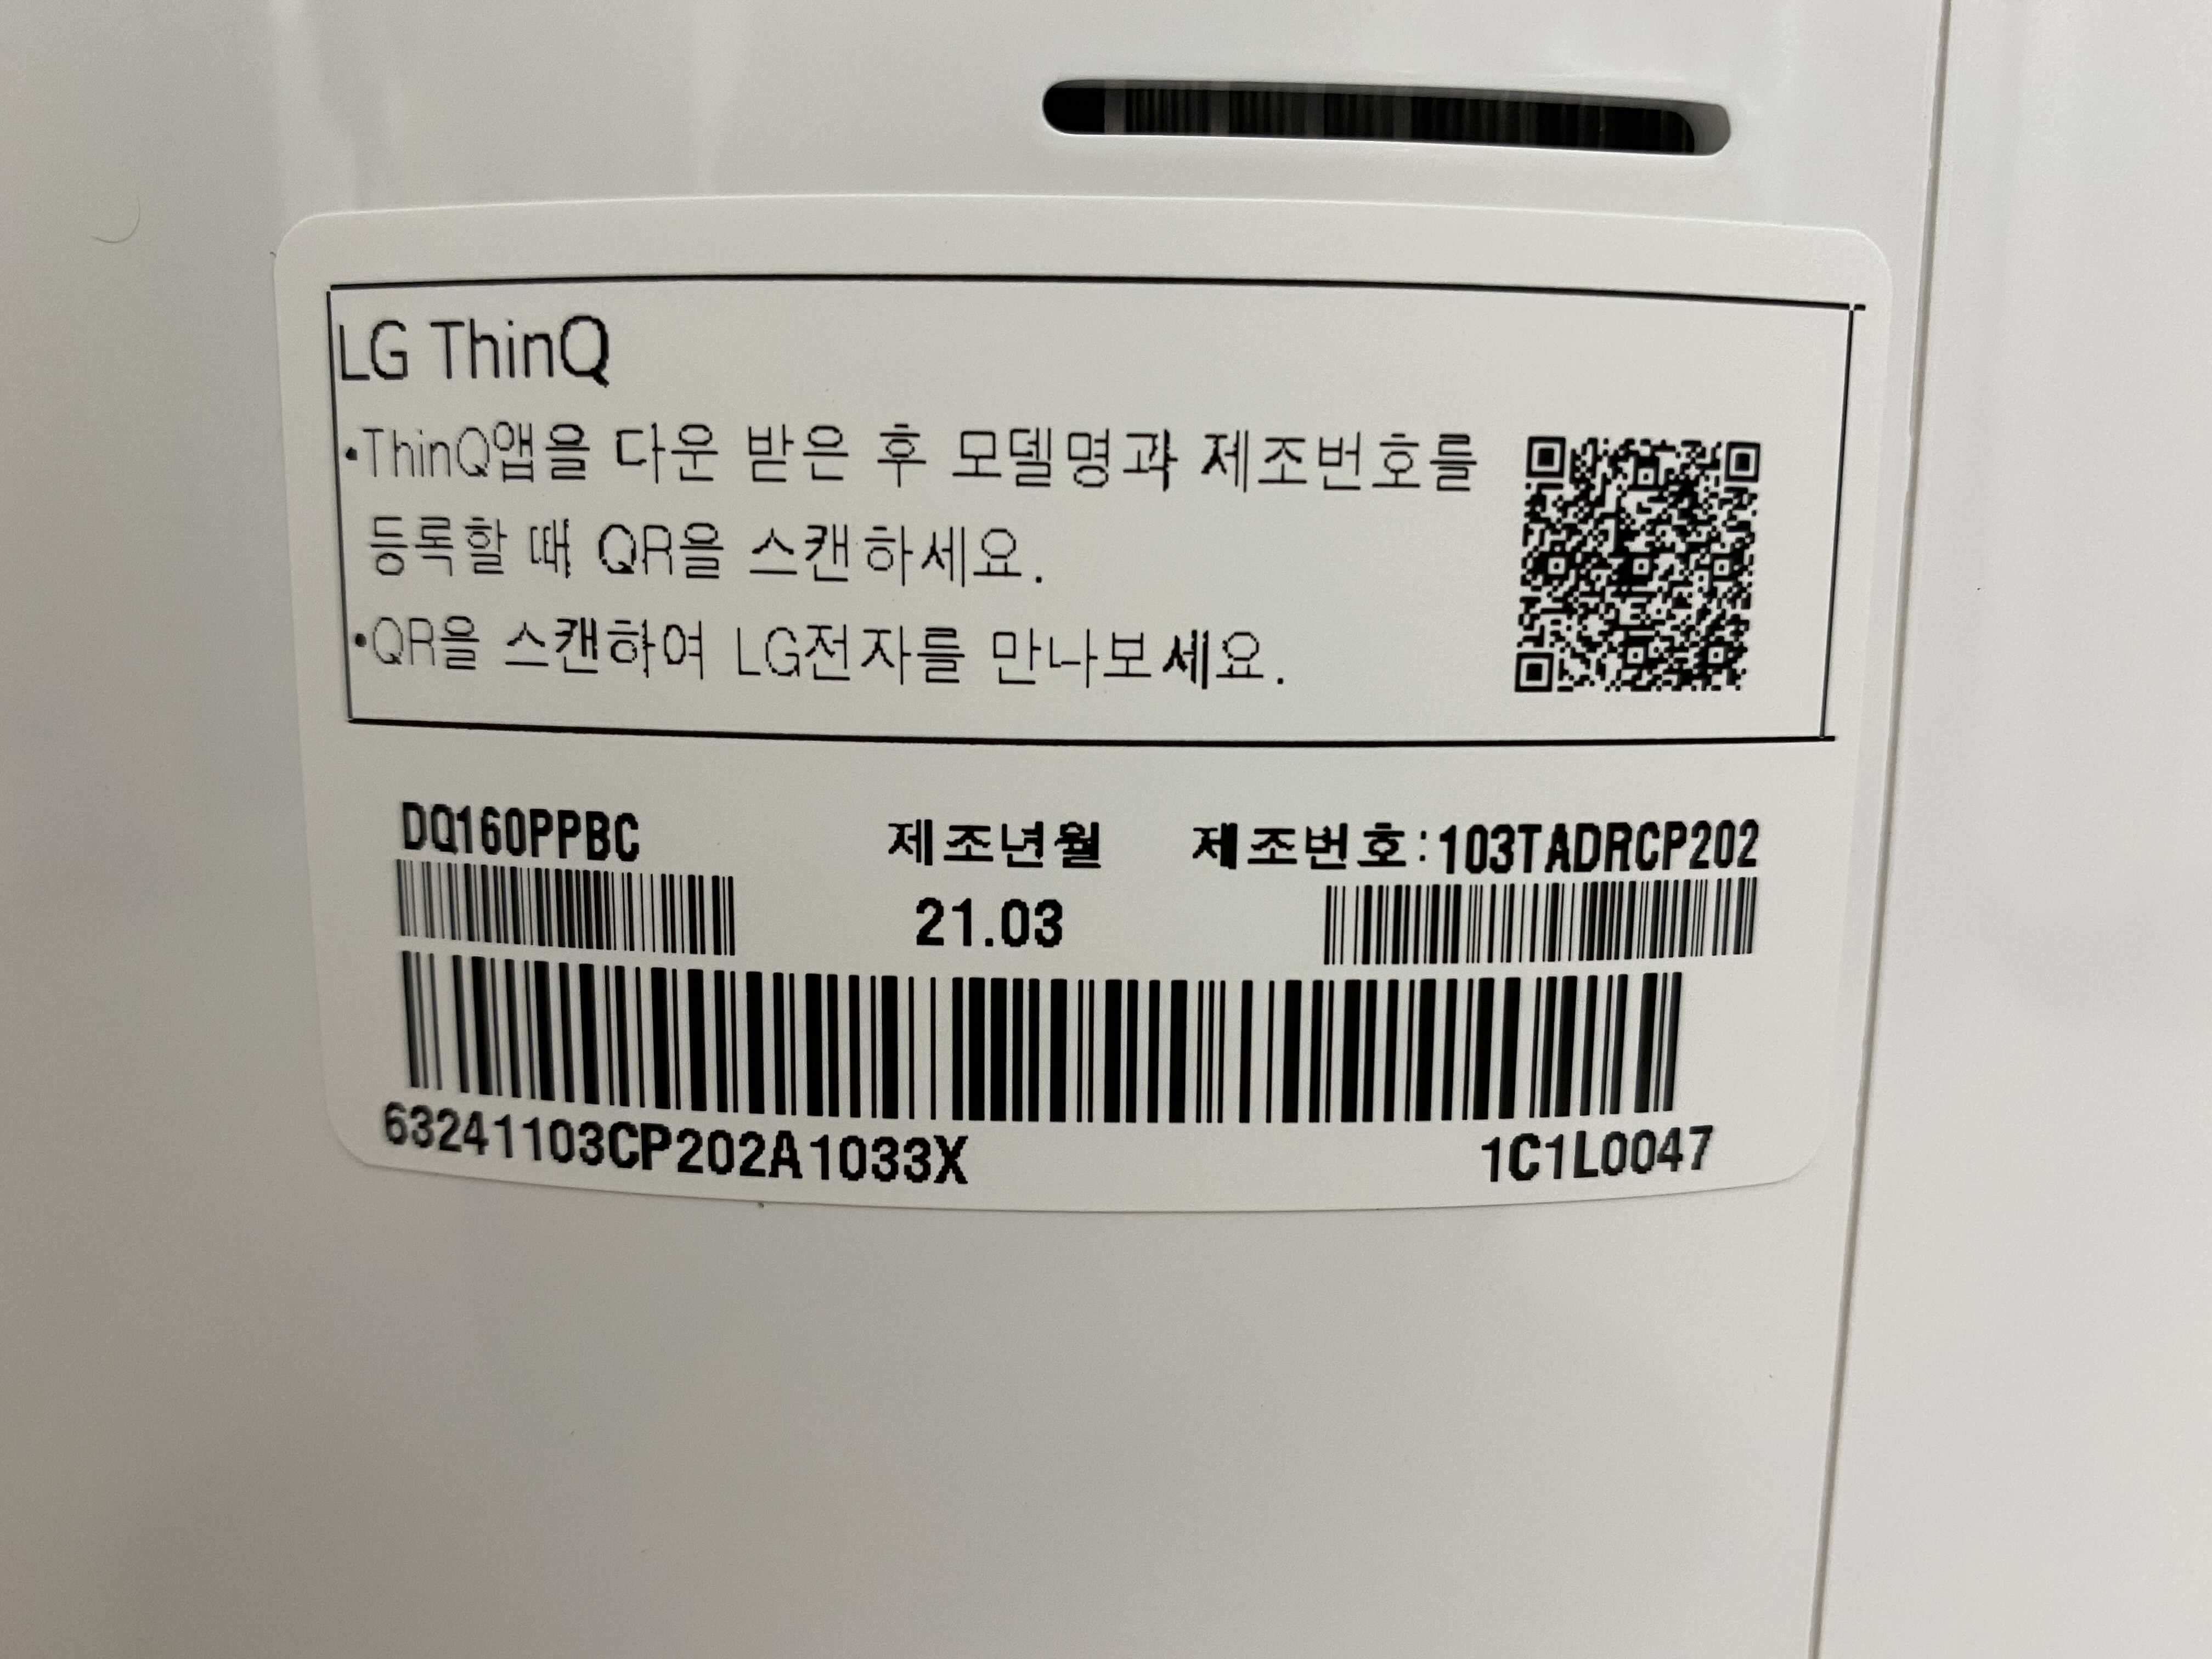 LG ThinQ
•ThinQ앱을 다운 받은 후 모델명과 제조번호를
등록할 때 QR을 스캔하세요.
•QR을 스캔하여 LG전자를 만나보세요.
DQ160PPBC 제조년월 제조번호:103TADRCP202
21.03
63241103CP202A1033X 1C1L0047